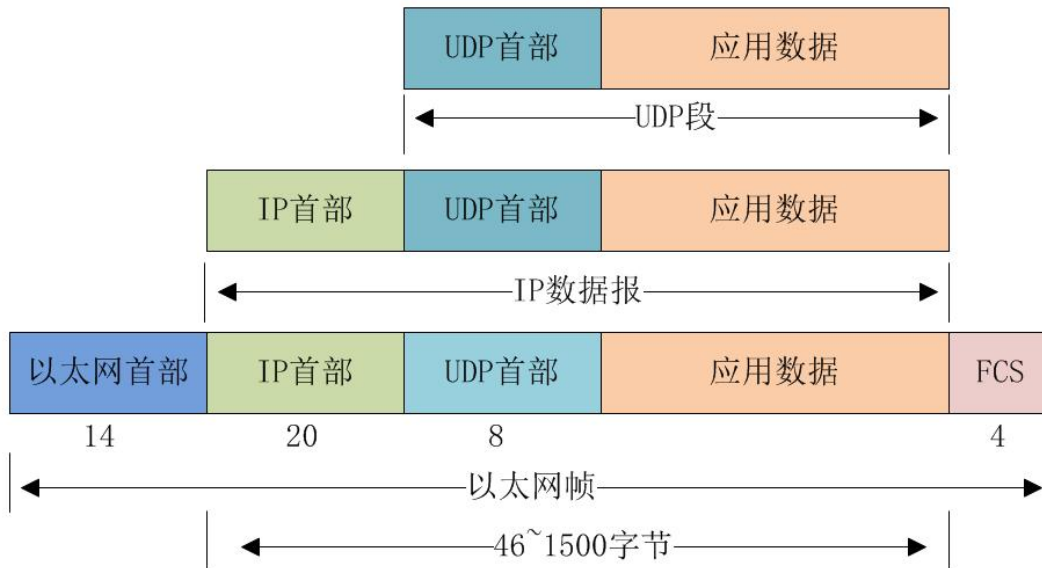 UDP首部 应用数据
UDP段
IP首部 UDP首部 应用数据
IP数据报
以太网首部 IP首部 UDP首部 应用数据 FCS
14 20 8 4
以太网帧
46~1500字节